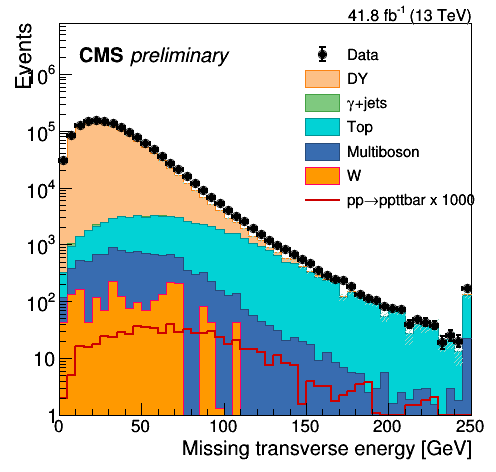 41.8 fb⁻¹ (13 TeV)
Events
CMS preliminary
Data
DY
γ+jets
Top
Multiboson
W
pp→ppttbar x 1000
10⁶
10⁵
10⁴
10³
10²
10
1
0 50 100 150 200 250
Missing transverse energy [GeV]